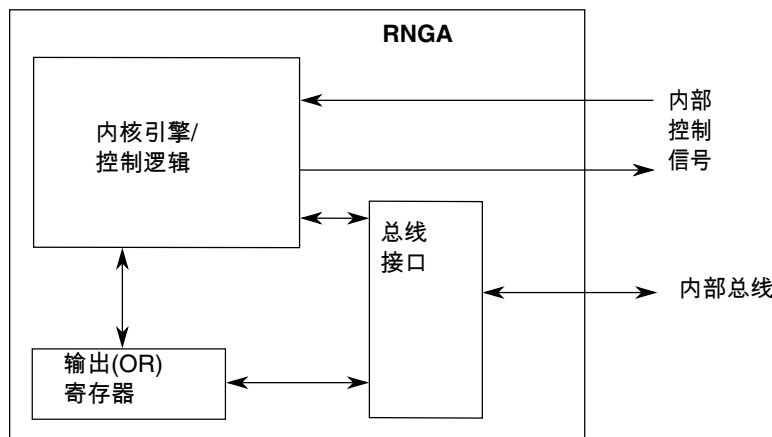 RNGA
内核引擎/
控制逻辑
内部
控制
信号
总线
接口
内部总线
输出(OR)
寄存器